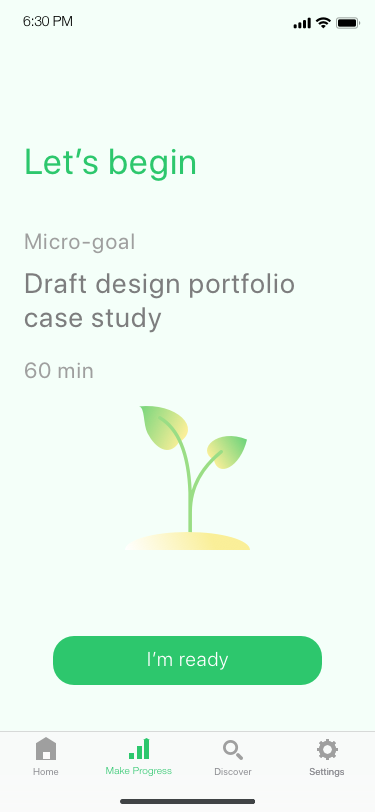 6:30 PM
Let's begin
Micro-goal
Draft design portfolio
case study
60 min
I'm ready
Home
Make Progress
Discover
Settings